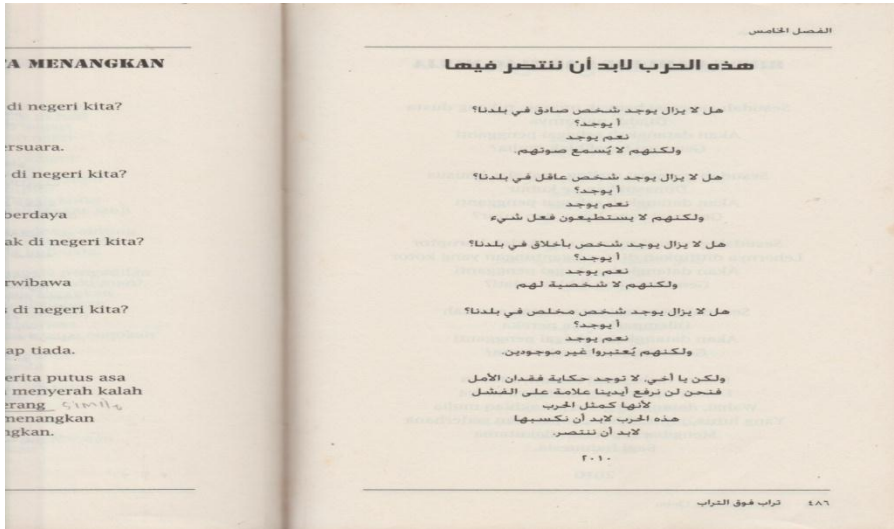 A MENANGKAN
di negeri kita?
ersuara.
di negeri kita?
berdaya
ak di negeri kita?
rwibawa
di negeri kita?
ap tiada.
erita putus asa
menyerah kalah
erang
menangkan
ngkan.
الفصل الخامس
هذه الحرب لابد أن ننتصر فيها
هل لا يزال يوجد شخص صادق في بلدنا؟
أ يوجد؟
نعم يوجد
ولكنهم لا يُسمع صوتهم.
هل لا يزال يوجد شخص عاقل في بلدنا؟
أ يوجد؟
نعم يوجد
ولكنهم لا يستطيعون فعل شيء
هل لا يزال يوجد شخص بأخلاق في بلدنا؟
أ يوجد؟
نعم يوجد
ولكنهم لا شخصية لهم
هل لا يزال يوجد شخص مخلص في بلدنا؟
أ يوجد؟
نعم يوجد
ولكنهم يُعتبروا غير موجودين.
ولكن يا أخي، لا توجد حكاية فقدان الأمل
فنحن لن نرفع أيدينا علامة على الفشل
لأنها كمثل الحرب
هذه الحرب لابد أن نكسبها
لابد أن ننتصر.
٢٠١٠
٤٨٦ تراب فوق التراب